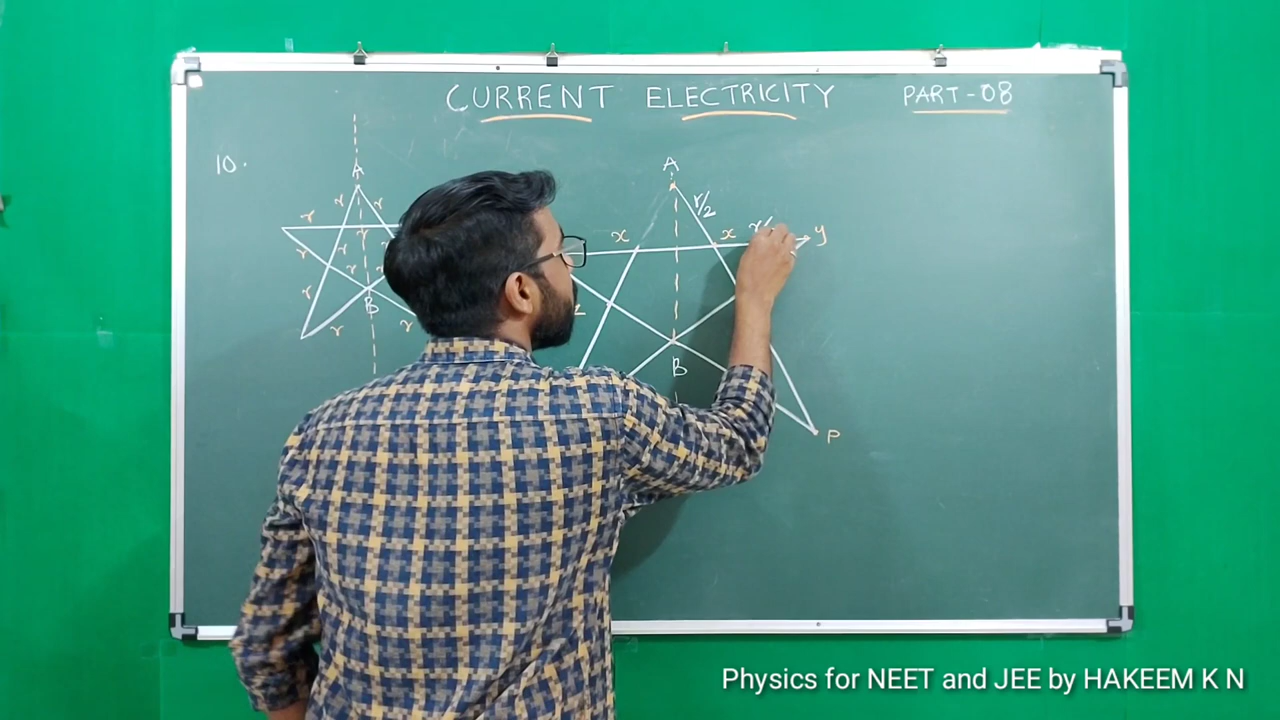 CURRENT ELECTRICITY PART-08
10.
A
r r
r r
r r r
r
B
r r
A
r/2
x x y
z
B
P
Physics for NEET and JEE by HAKEEM K N